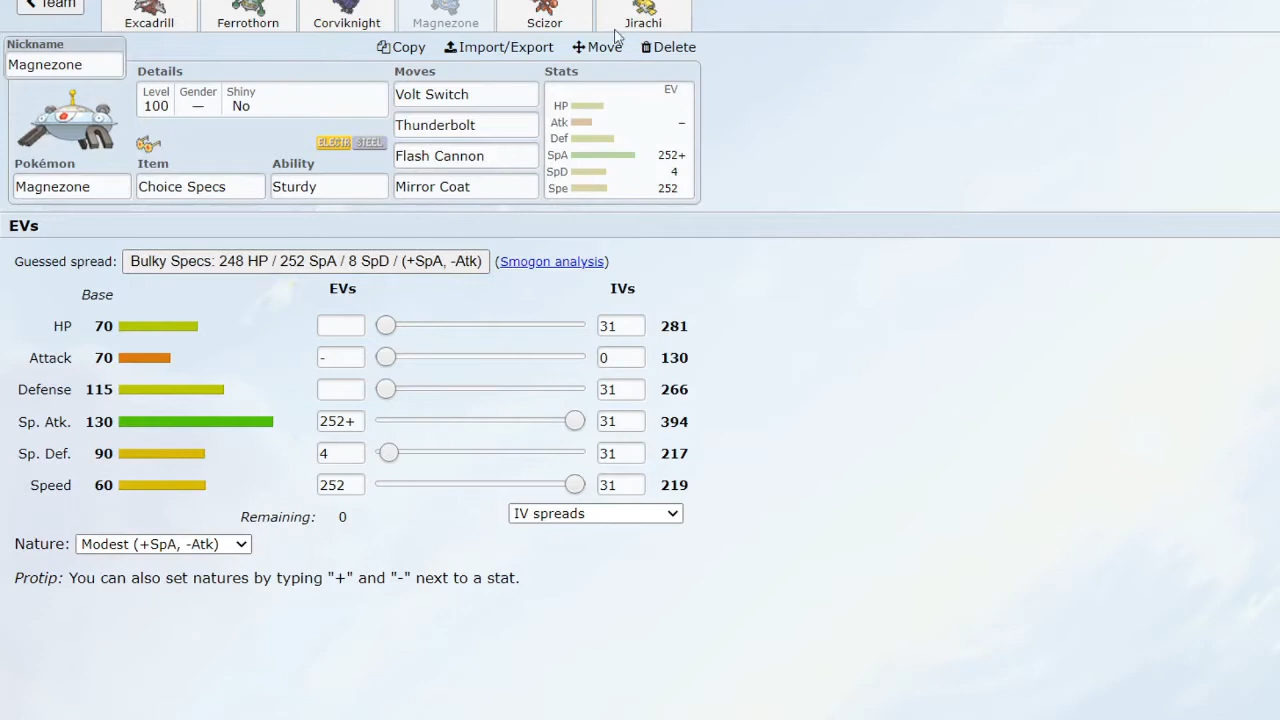 Team
Excadrill Ferrothorn Corviknight Magnezone Scizor Jirachi
Copy Import/Export Move Delete
Nickname
Magnezone
Details
Level Gender Shiny
100 — No
ELECTR STEEL
Pokémon Item Ability
Magnezone Choice Specs Sturdy
Moves
Volt Switch
Thunderbolt
Flash Cannon
Mirror Coat
Stats
EV
HP
Atk –
Def
SpA 252+
SpD 4
Spe 252
EVs
Guessed spread: Bulky Specs: 248 HP / 252 SpA / 8 SpD / (+SpA, -Atk) (Smogon analysis)
Base EVs IVs
HP 70 31 281
Attack 70 - 0 130
Defense 115 31 266
Sp. Atk. 130 252+ 31 394
Sp. Def. 90 4 31 217
Speed 60 252 31 219
Remaining: 0 IV spreads
Nature: Modest (+SpA, -Atk)
Protip: You can also set natures by typing "+" and "-" next to a stat.